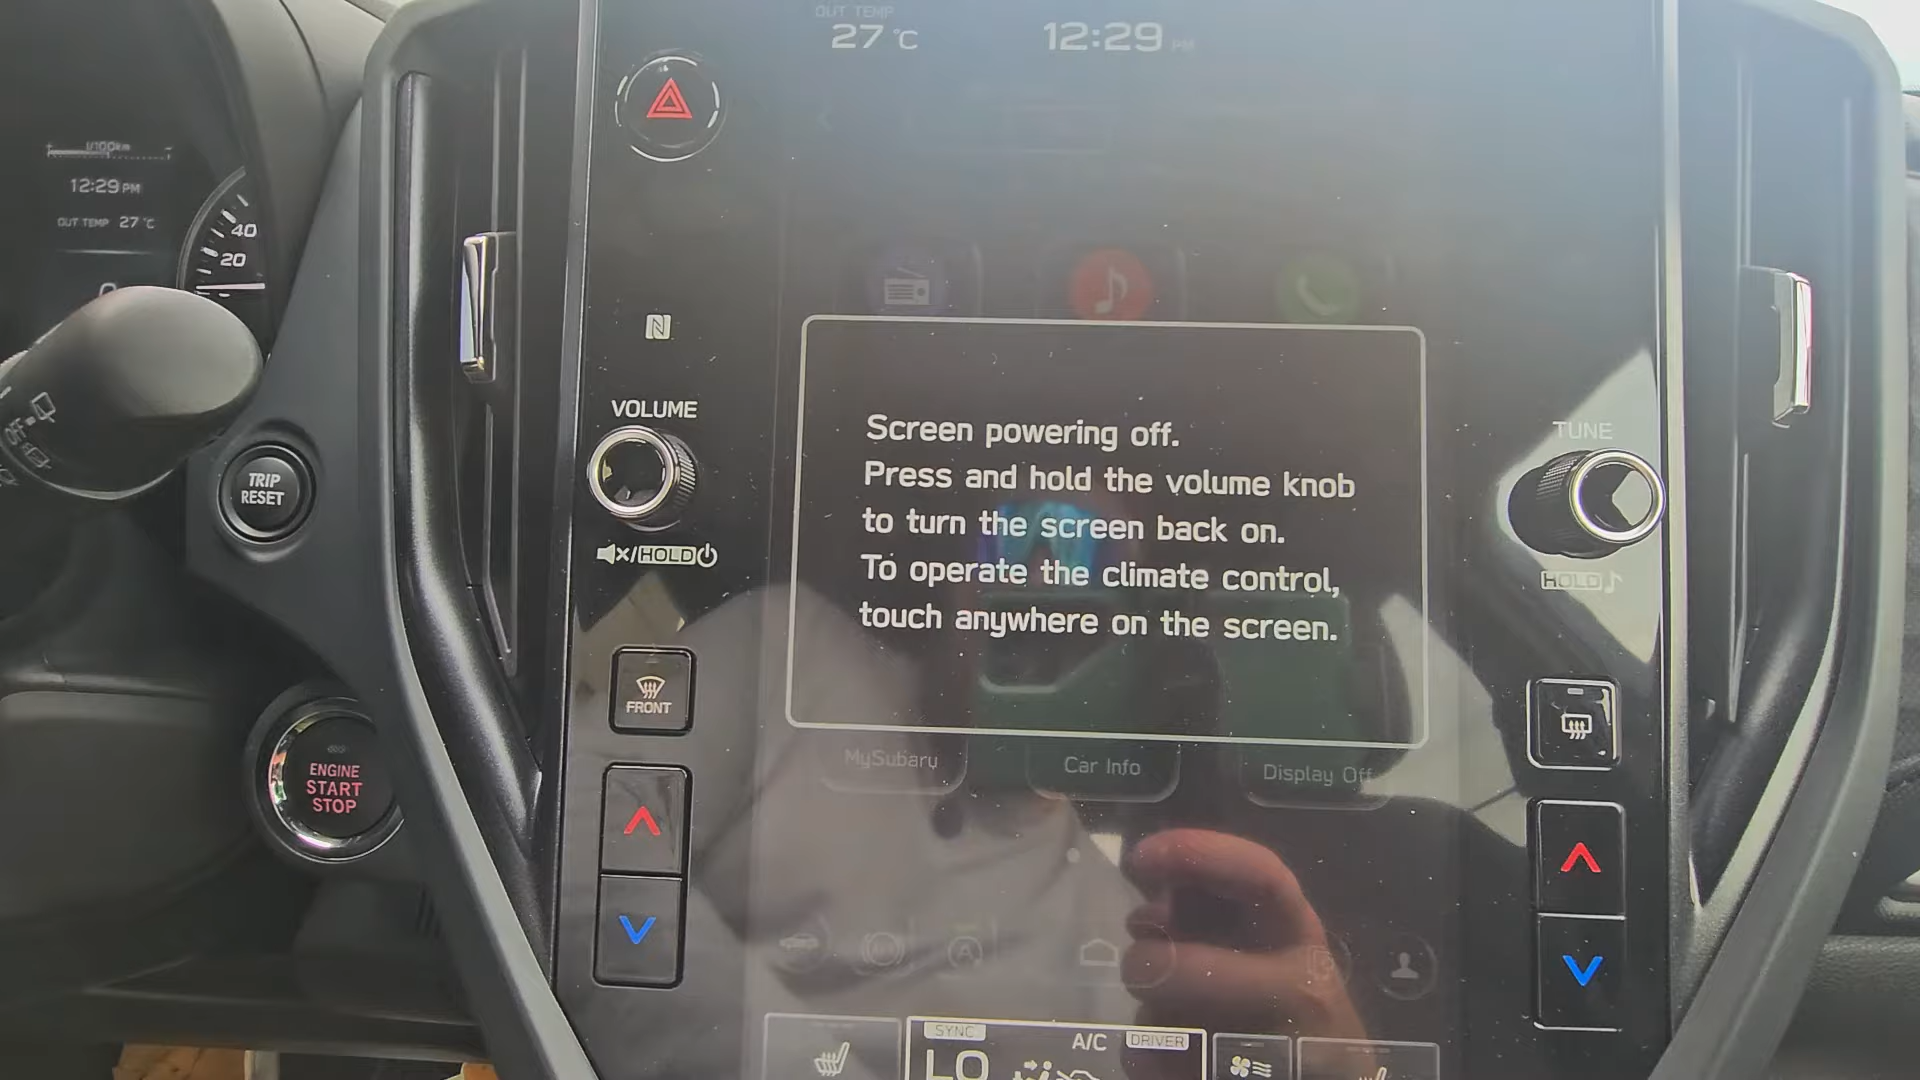 OUT TEMP
27 °C
12:29 PM
l/100km
12:29 PM
OUT TEMP 27 °C
40
20
VOLUME
HOLD
TUNE
HOLD
TRIP
RESET
FRONT
ENGINE
START
STOP
Screen powering off.
Press and hold the volume knob
to turn the screen back on.
To operate the climate control,
touch anywhere on the screen.
MySubaru
Car Info
Display Off
SYNC
LO
A/C
DRIVER